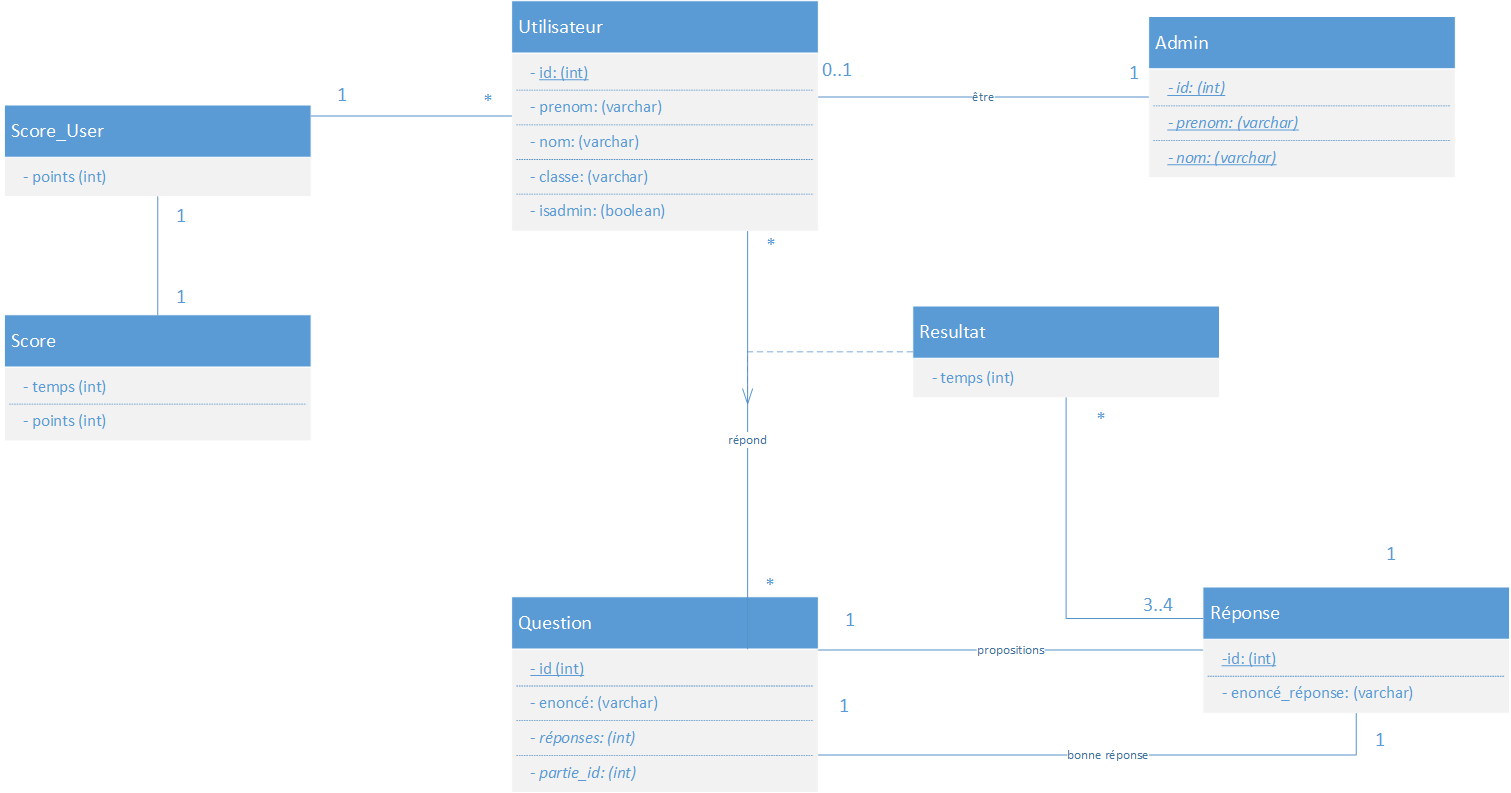 Utilisateur
- id: (int)
- prenom: (varchar)
- nom: (varchar)
- classe: (varchar)
- isadmin: (boolean)
0..1
être
1
Admin
- id: (int)
- prenom: (varchar)
- nom: (varchar)
1
*
Score_User
- points (int)
1
1
Score
- temps (int)
- points (int)
*
répond
*
Resultat
- temps (int)
*
3..4
1
Question
- id (int)
- enoncé: (varchar)
- réponses: (int)
- partie_id: (int)
1
propositions
1
bonne réponse
1
Réponse
-id: (int)
- enoncé_réponse: (varchar)